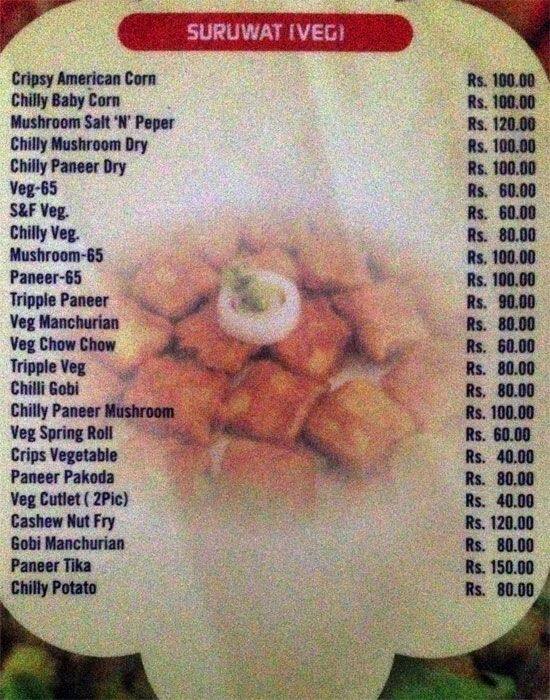 SURUWAT (VEG)
Cripsy American Corn Rs. 100.00
Chilly Baby Corn Rs. 100.00
Mushroom Salt 'N' Peper Rs. 120.00
Chilly Mushroom Dry Rs. 100.00
Chilly Paneer Dry Rs. 100.00
Veg-65 Rs. 60.00
S&F Veg. Rs. 60.00
Chilly Veg. Rs. 80.00
Mushroom-65 Rs. 100.00
Paneer-65 Rs. 100.00
Tripple Paneer Rs. 90.00
Veg Manchurian Rs. 80.00
Veg Chow Chow Rs. 60.00
Tripple Veg Rs. 80.00
Chilli Gobi Rs. 80.00
Chilly Paneer Mushroom Rs. 100.00
Veg Spring Roll Rs. 60.00
Crips Vegetable Rs. 40.00
Paneer Pakoda Rs. 80.00
Veg Cutlet ( 2Pic) Rs. 40.00
Cashew Nut Fry Rs. 120.00
Gobi Manchurian Rs. 80.00
Paneer Tika Rs. 150.00
Chilly Potato Rs. 80.00